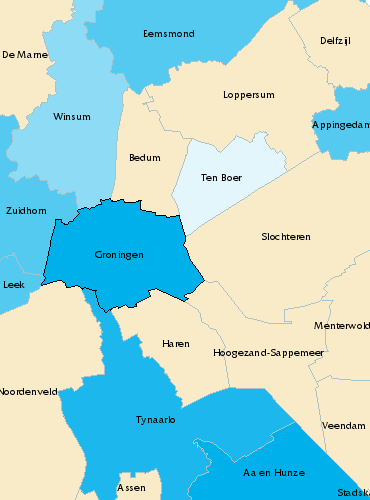 Eemsmond
Delfzijl
De Marne
Loppersum
Winsum
Appingedam
Bedum
Ten Boer
Zuidhorn
Slochteren
Groningen
Leek
Menterwold
Haren
Hoogezand-Sappemeer
Noordenveld
Tynaarlo
Veendam
Aa en Hunze
Assen
Stadska